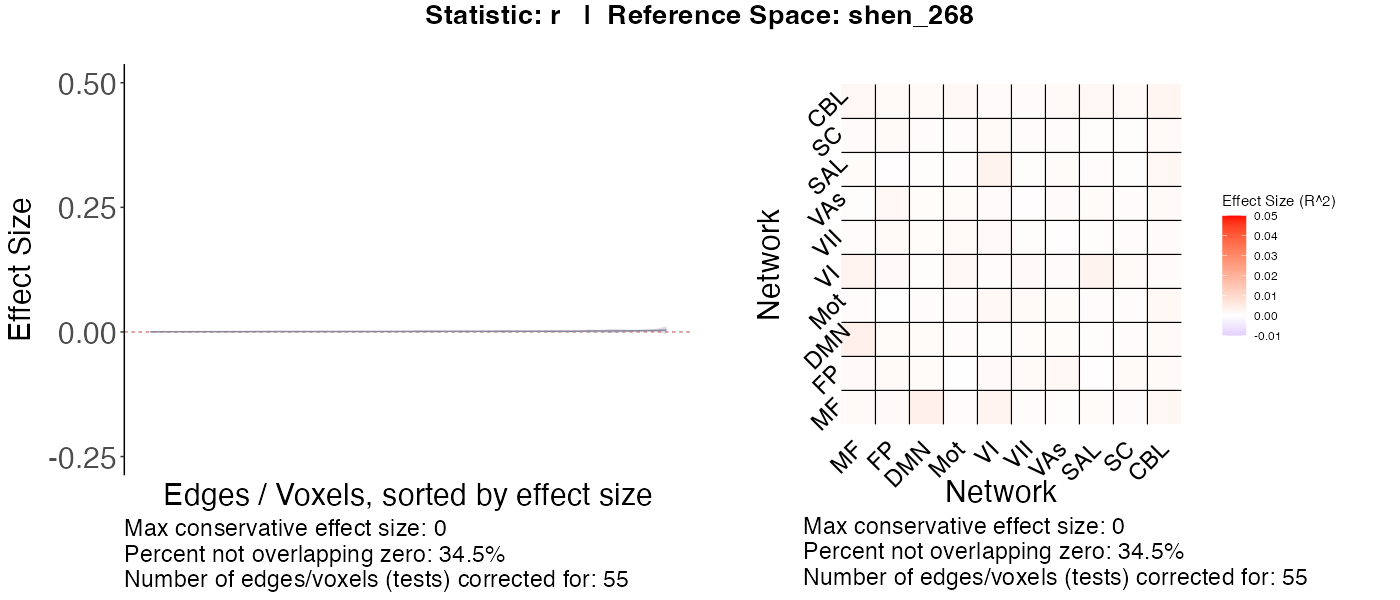 Statistic: r | Reference Space: shen_268
0.50
0.25
0.00
-0.25
Effect Size
Edges / Voxels, sorted by effect size
Max conservative effect size: 0
Percent not overlapping zero: 34.5%
Number of edges/voxels (tests) corrected for: 55
Network
CBL
SC
SAL
VAs
VII
VI
Mot
DMN
FP
MF
MF FP DMN Mot VI VII VAs SAL SC CBL
Network
Effect Size (R^2)
0.05
0.04
0.03
0.02
0.01
0.00
-0.01
Max conservative effect size: 0
Percent not overlapping zero: 34.5%
Number of edges/voxels (tests) corrected for: 55